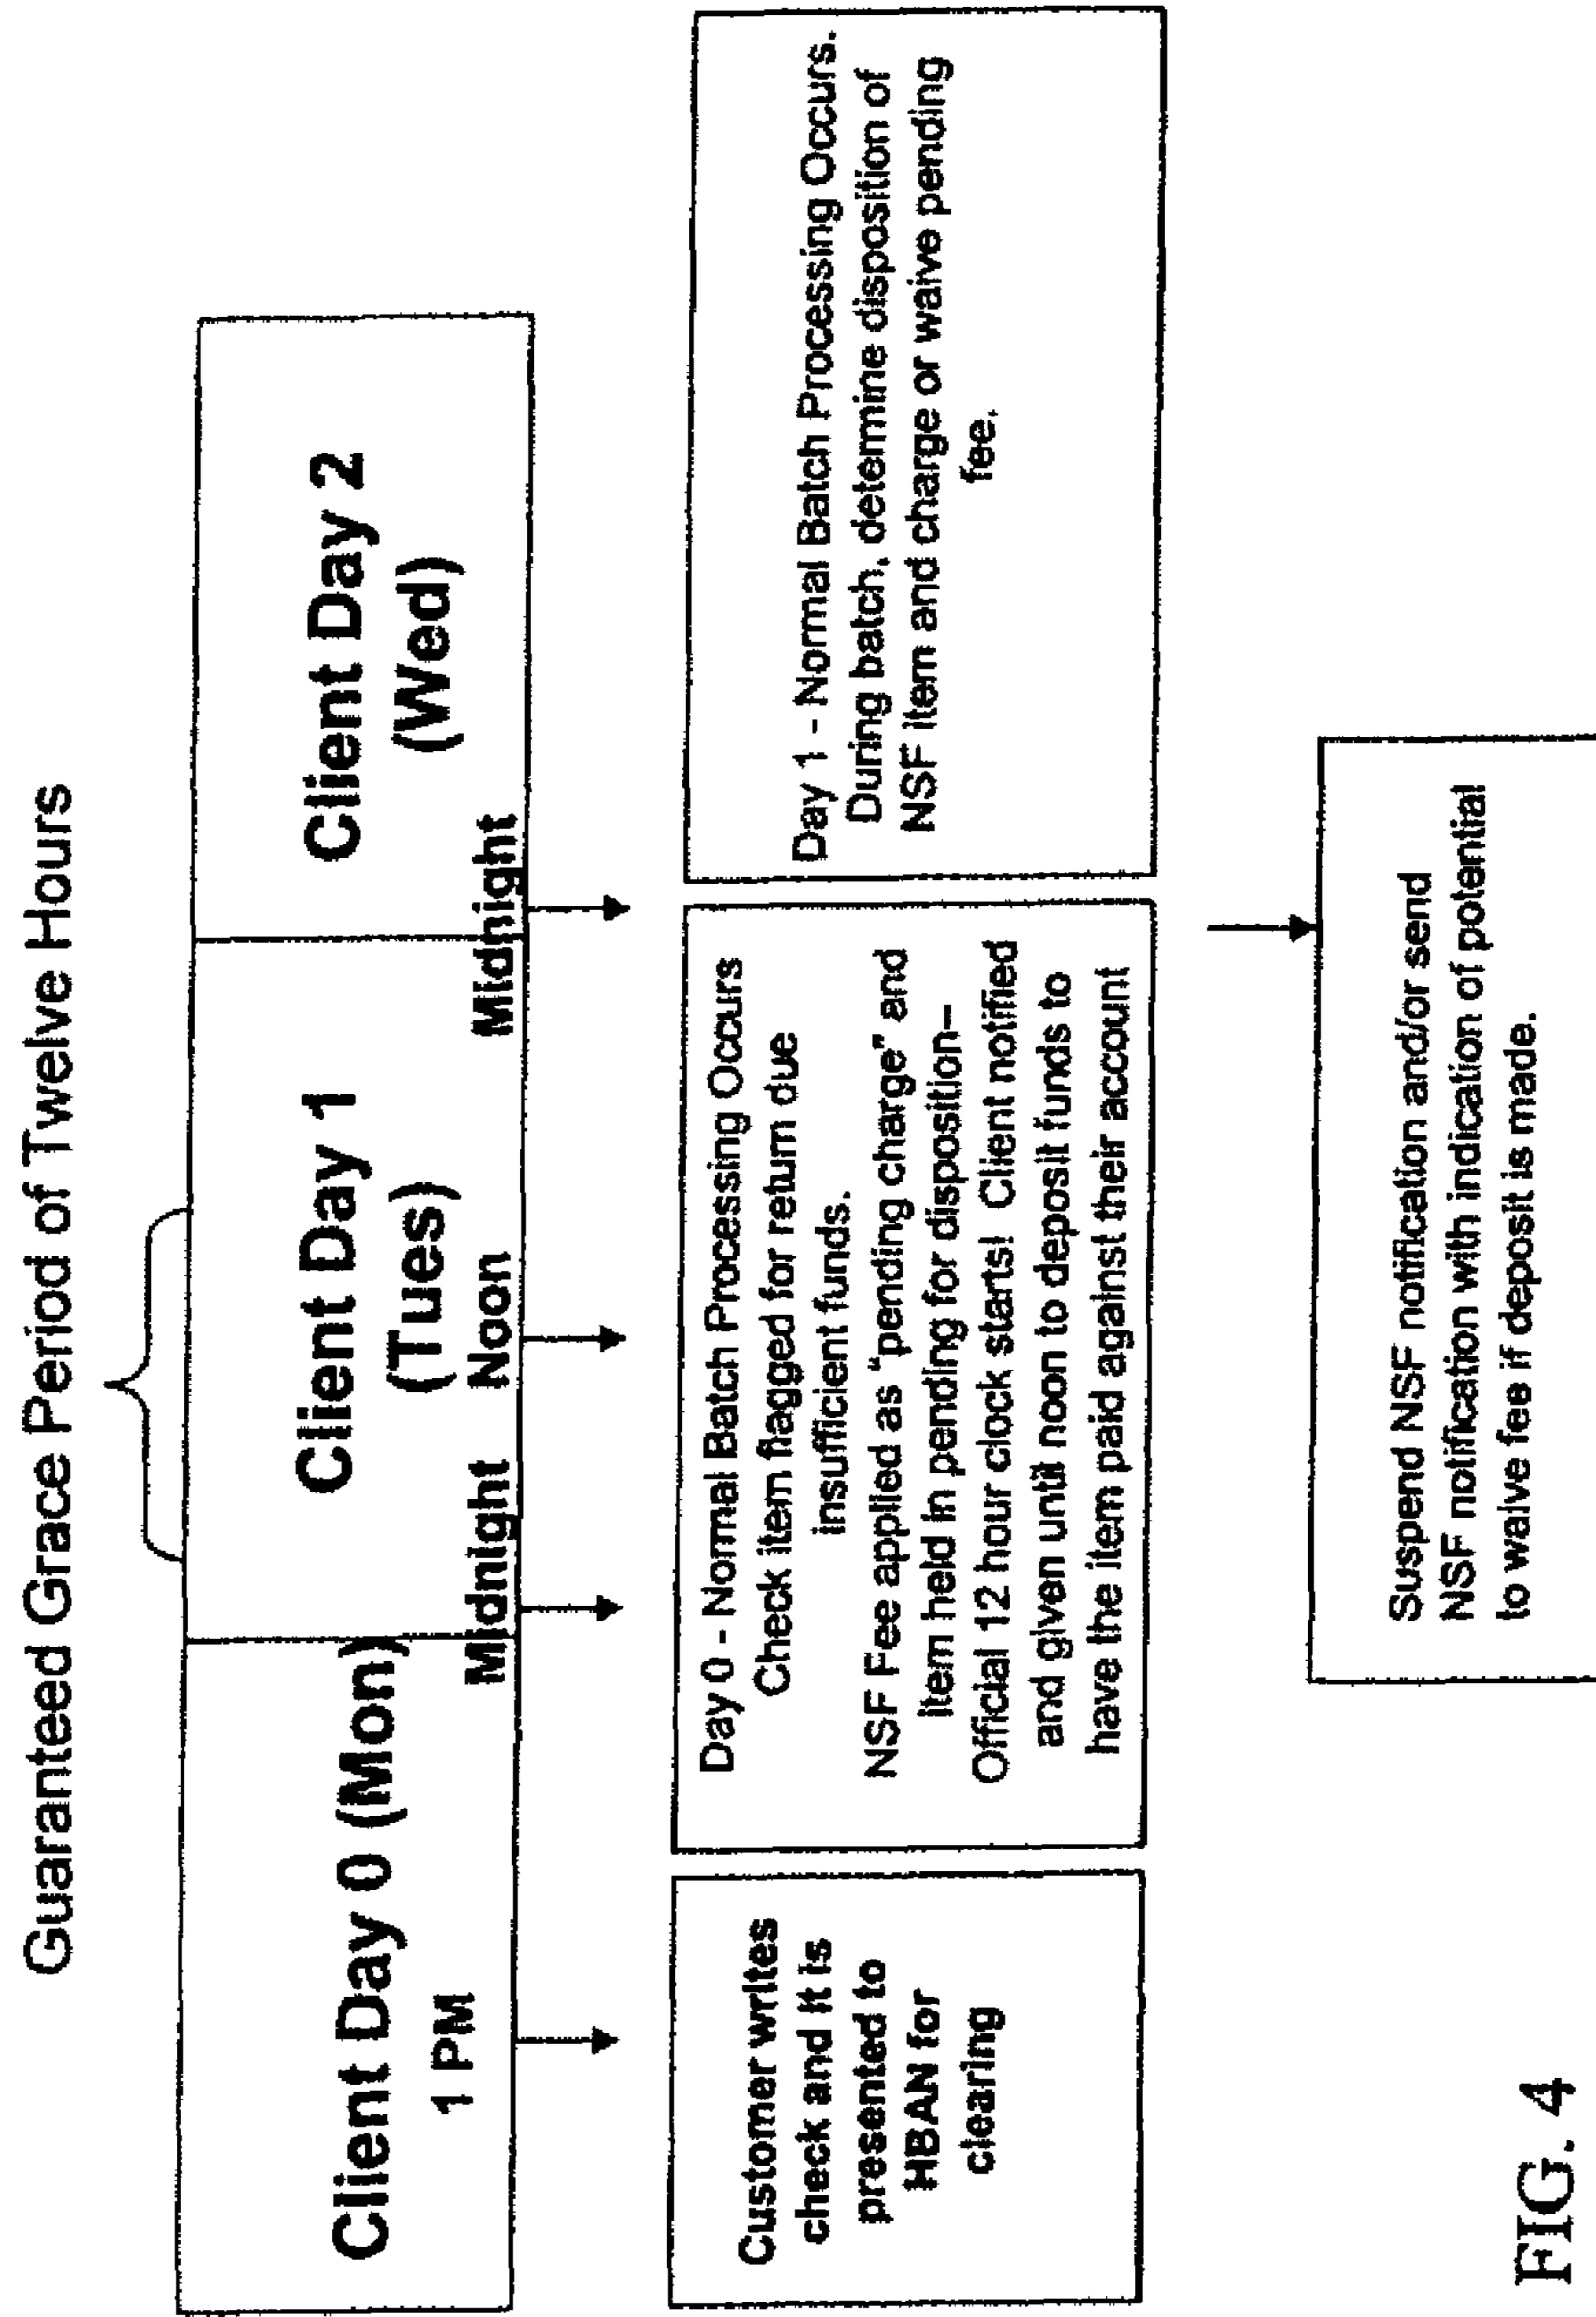 Guaranteed Grace Period of Twelve Hours
Client Day 0 (Mon)
1 PM
Client Day 1
(Tues)
Midnight
Noon
Client Day 2
(Wed)
Midnight
Customer writes
check and it is
presented to
HBAN for
clearing
Day 0 - Normal Batch Processing Occurs
Check item flagged for return due
insufficient funds.
NSF Fee applied as "pending charge" and
item held in pending for disposition–
Official 12 hour clock starts! Client notified
and given until noon to deposit funds to
have the item paid against their account
Day 1 - Normal Batch Processing Occurs.
During batch, determine disposition of
NSF item and charge or waive pending
fee.
Suspend NSF notification and/or send
NSF notification with indication of potential
to waive fee if deposit is made.
FIG. 4